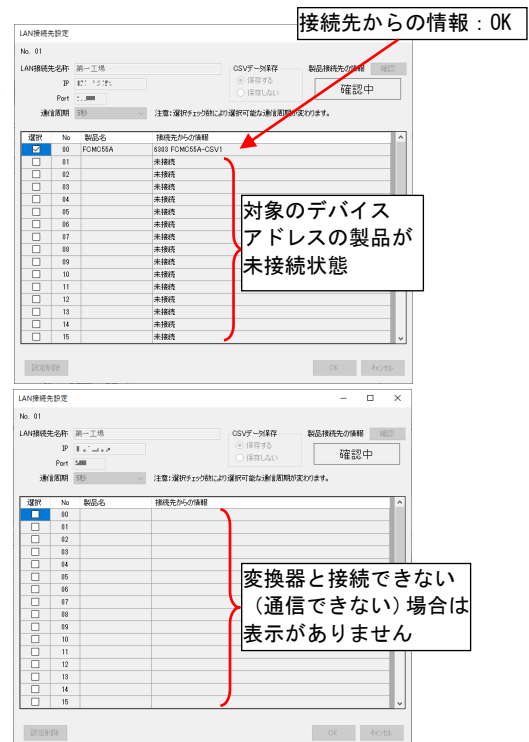 接続先からの情報：OK
LAN接続先設定
No. 01
LAN接続先名称 第一工場
CSVデータ保存
製品接続先の情報 確認
IP
保存する
保存しない
確認中
Port
通信周期 5秒 注意：選択チェック数により選択可能な通信周期が変わります。
選択 No 製品名 接続先からの情報
00 FCMC55A 6303 FCMC55A-CSV1
01 未接続
02 未接続
03 未接続
04 未接続
05 未接続
06 未接続
07 未接続
08 未接続
09 未接続
10 未接続
11 未接続
12 未接続
13 未接続
14 未接続
15 未接続
対象のデバイス
アドレスの製品が
未接続状態
設定削除 OK キャンセル
LAN接続先設定
No. 01
LAN接続先名称 第一工場
CSVデータ保存
製品接続先の情報 確認
IP
保存する
保存しない
確認中
Port
通信周期 5秒 注意：選択チェック数により選択可能な通信周期が変わります。
選択 No 製品名 接続先からの情報
00
01
02
03
04
05
06
07
08
09
10
11
12
13
14
15
変換器と接続できない
（通信できない）場合は
表示がありません
設定削除 OK キャンセル